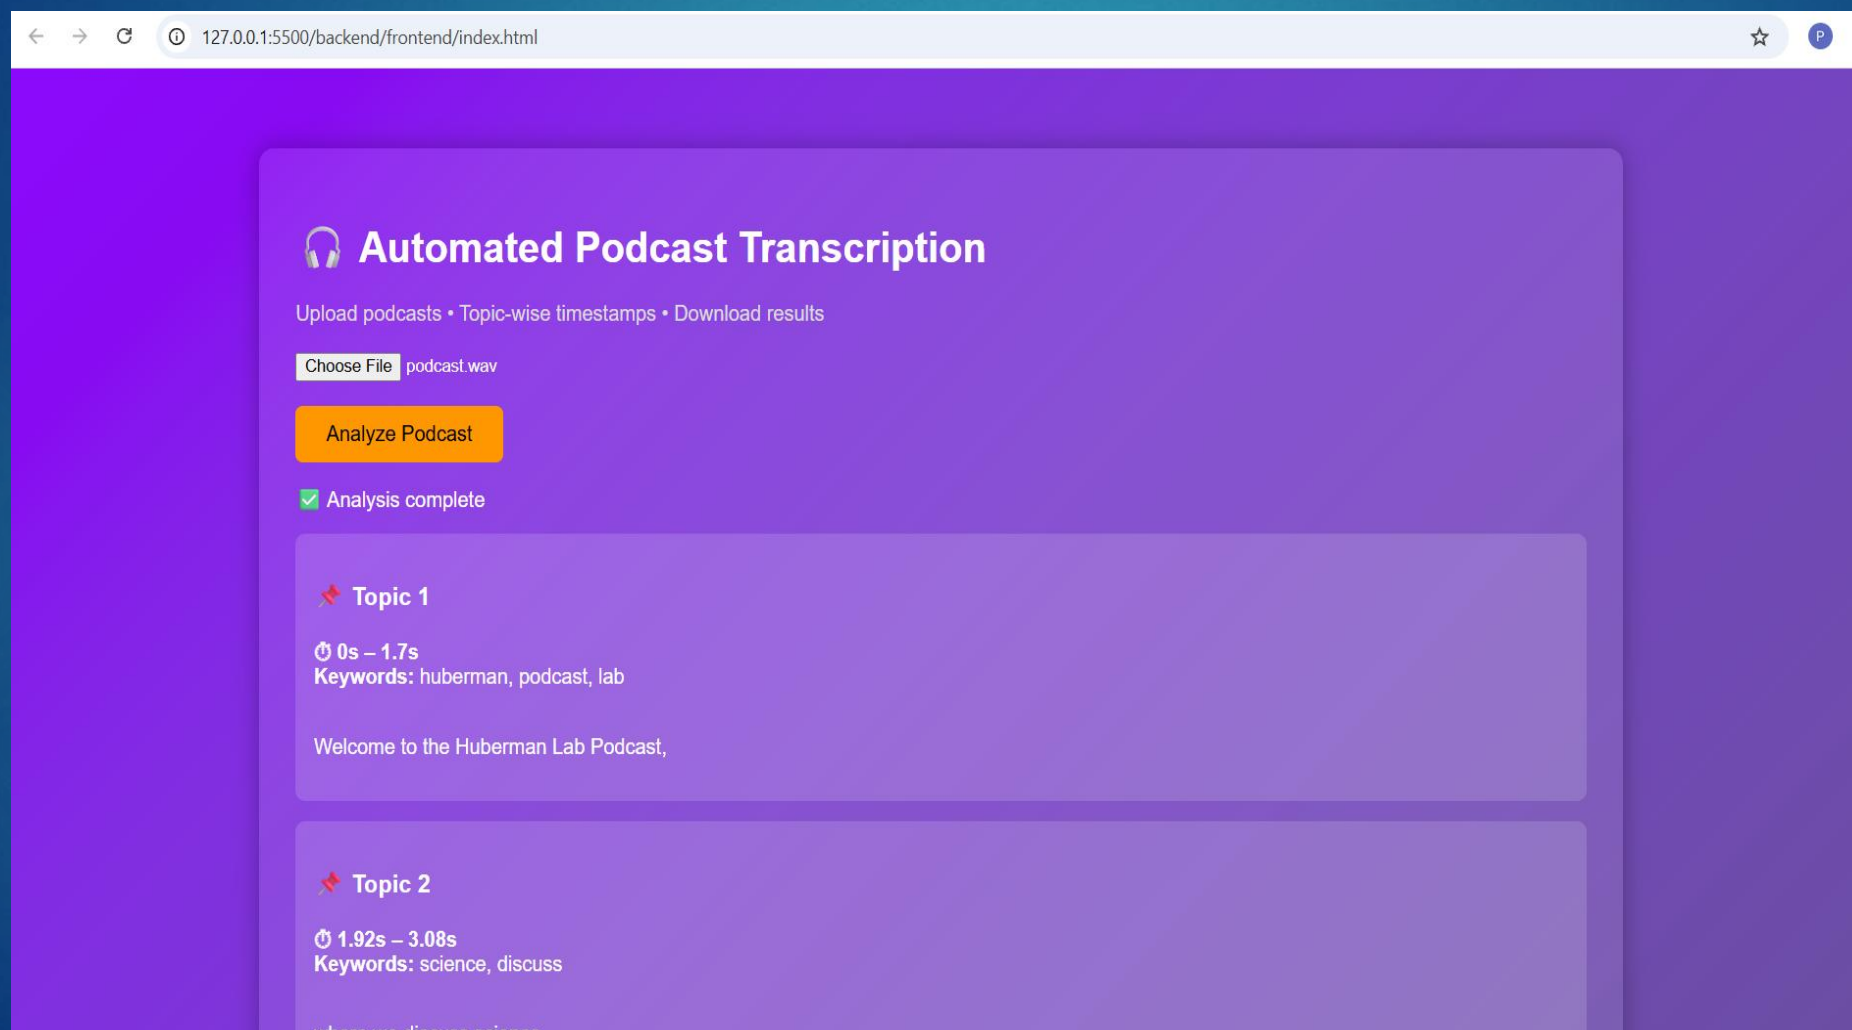 127.0.0.1:5500/backend/frontend/index.html
P
🎧 Automated Podcast Transcription
Upload podcasts • Topic-wise timestamps • Download results
Choose File podcast.wav
Analyze Podcast
✅ Analysis complete
📌 Topic 1
⏱ 0s – 1.7s
Keywords: huberman, podcast, lab
Welcome to the Huberman Lab Podcast,
📌 Topic 2
⏱ 1.92s – 3.08s
Keywords: science, discuss